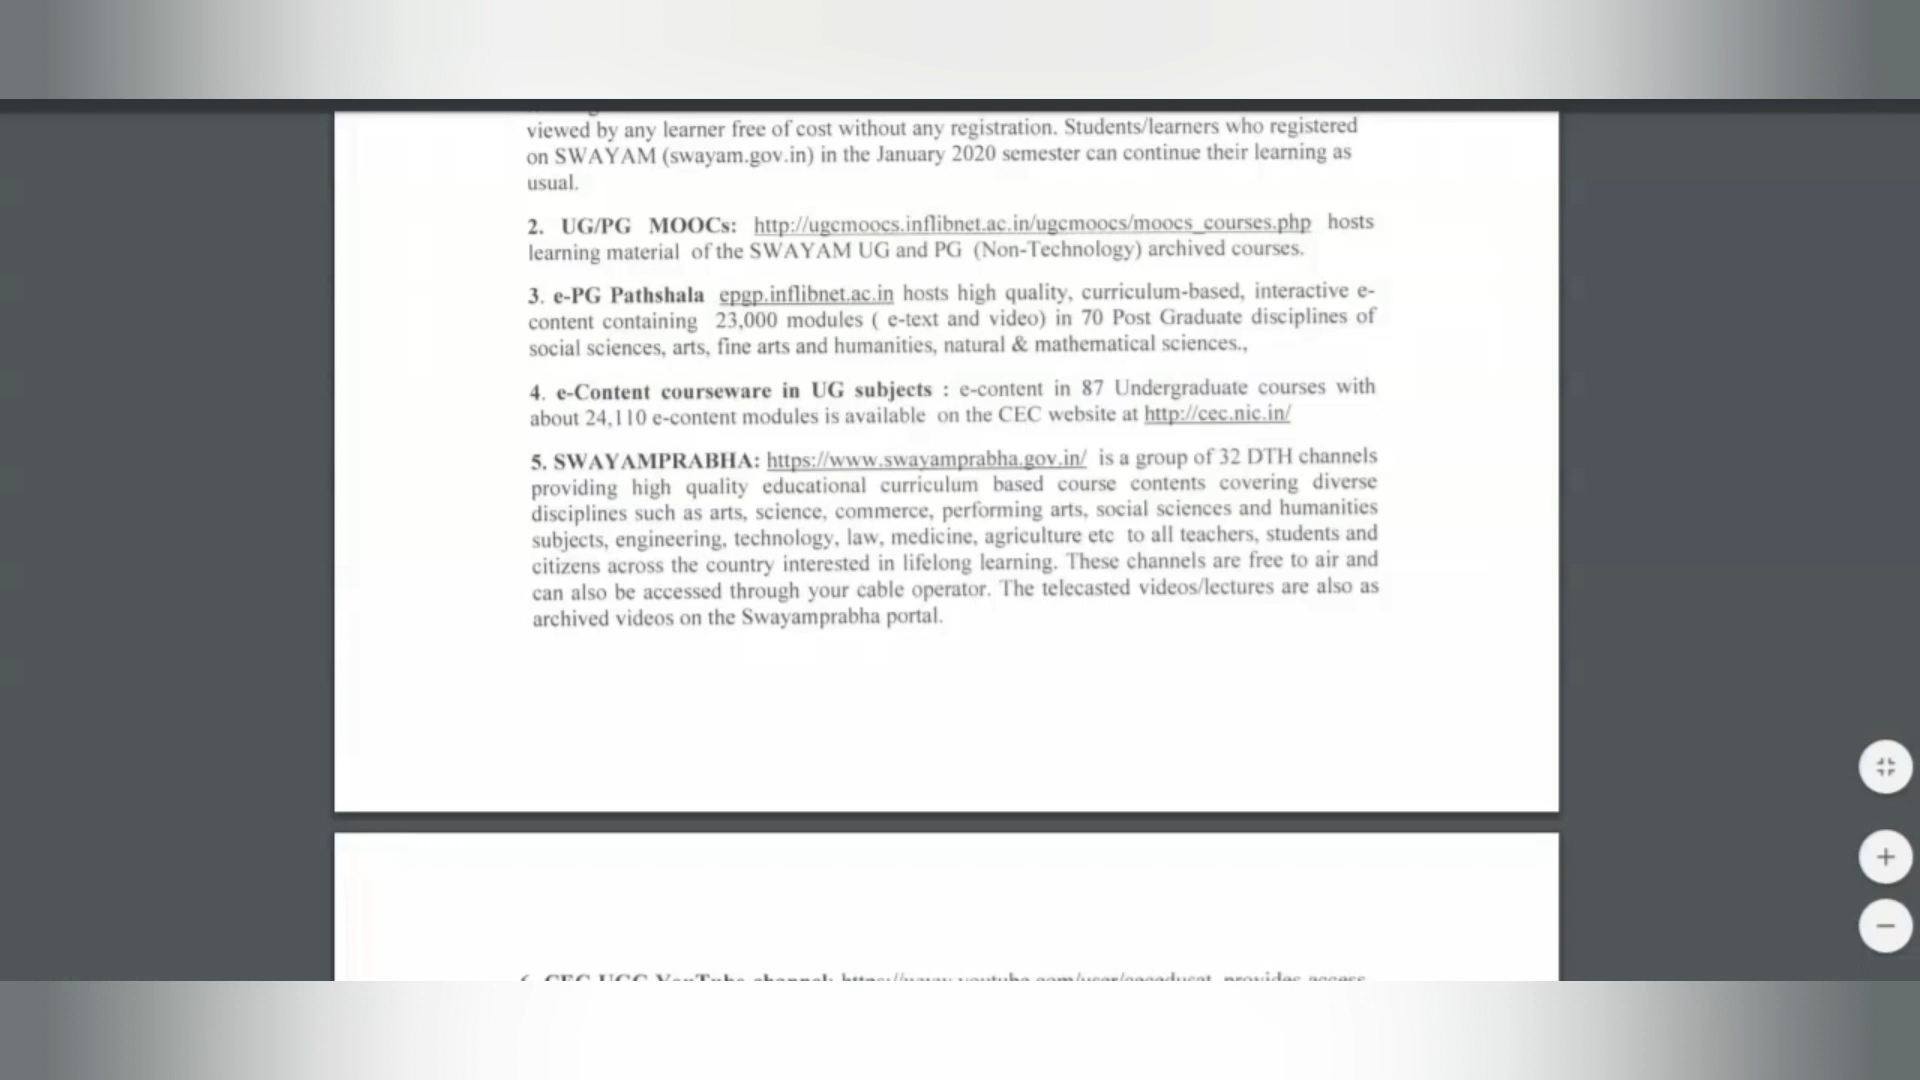 viewed by any learner free of cost without any registration. Students/learners who registered
on SWAYAM (swayam.gov.in) in the January 2020 semester can continue their learning as
usual.
2. UG/PG MOOCs: http://ugcmoocs.inflibnet.ac.in/ugcmoocs/moocs_courses.php hosts
learning material of the SWAYAM UG and PG (Non-Technology) archived courses.
3. e-PG Pathshala epgp.inflibnet.ac.in hosts high quality, curriculum-based, interactive e-
content containing 23,000 modules ( e-text and video) in 70 Post Graduate disciplines of
social sciences, arts, fine arts and humanities, natural & mathematical sciences.,
4. e-Content courseware in UG subjects : e-content in 87 Undergraduate courses with
about 24,110 e-content modules is available on the CEC website at http://cec.nic.in/
5. SWAYAMPRABHA: https://www.swayamprabha.gov.in/ is a group of 32 DTH channels
providing high quality educational curriculum based course contents covering diverse
disciplines such as arts, science, commerce, performing arts, social sciences and humanities
subjects, engineering, technology, law, medicine, agriculture etc to all teachers, students and
citizens across the country interested in lifelong learning. These channels are free to air and
can also be accessed through your cable operator. The telecasted videos/lectures are also as
archived videos on the Swayamprabha portal.
CEC UGC YouTube channel: provides access